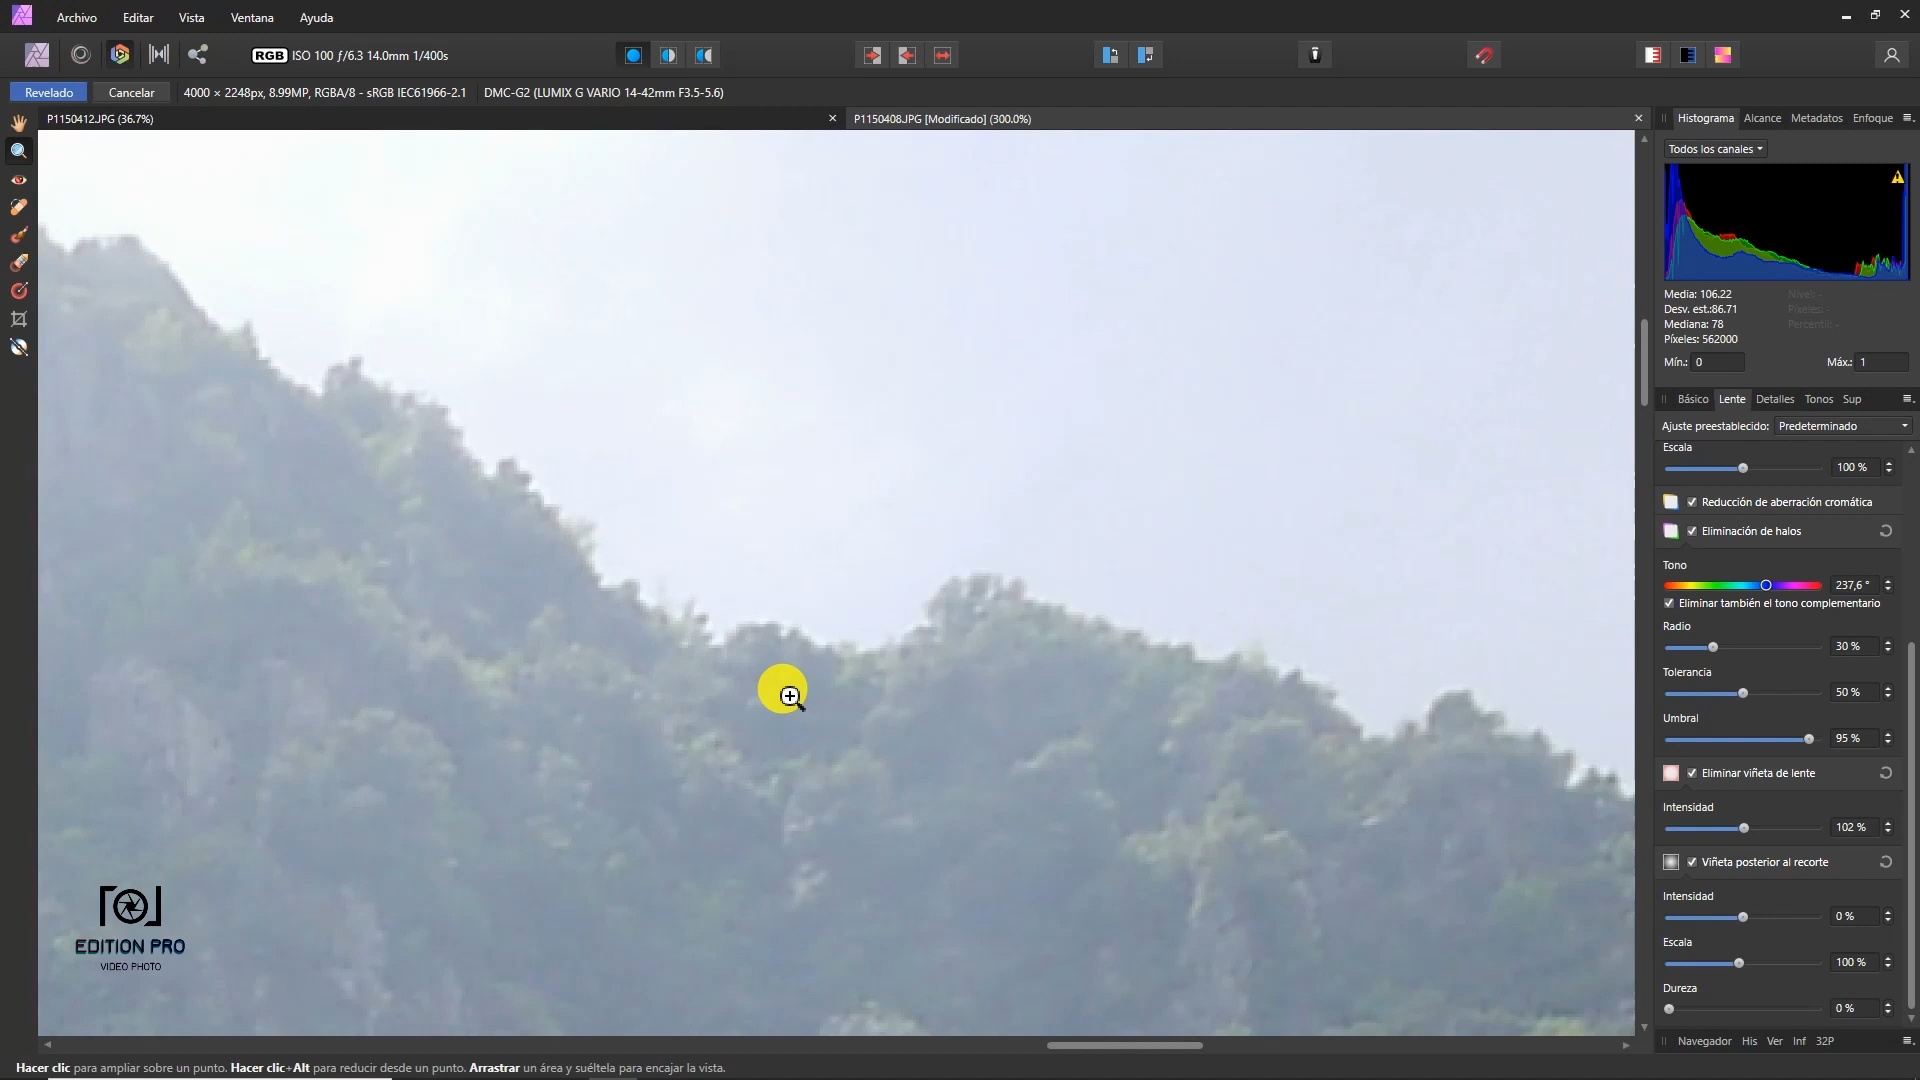 Archivo Editar Vista Ventana Ayuda
RGB ISO 100 ƒ/6.3 14.0mm 1/400s
Revelado Cancelar 4000 × 2248px, 8.99MP, RGBA/8 - sRGB IEC61966-2.1 DMC-G2 (LUMIX G VARIO 14-42mm F3.5-5.6)
P1150412.JPG (36.7%) P1150408.JPG [Modificado] (300.0%)
Histograma Alcance Metadatos Enfoque
Todos los canales
Media: 106.22 Nivel: -
Desv. est.:86.71 Píxeles: -
Mediana: 78 Percentil: -
Píxeles: 562000
Mín.: 0 Máx.: 1
Básico Lente Detalles Tonos Sup
Ajuste preestablecido: Predeterminado
Escala
100 %
Reducción de aberración cromática
Eliminación de halos
Tono
237,6 °
Eliminar también el tono complementario
Radio
30 %
Tolerancia
50 %
Umbral
95 %
Eliminar viñeta de lente
Intensidad
102 %
Viñeta posterior al recorte
Intensidad
0 %
Escala
100 %
Dureza
0 %
EDITION PRO
VIDEO PHOTO
Navegador His Ver Inf 32P
Hacer clic para ampliar sobre un punto. Hacer clic+Alt para reducir desde un punto. Arrastrar un área y suéltela para encajar la vista.